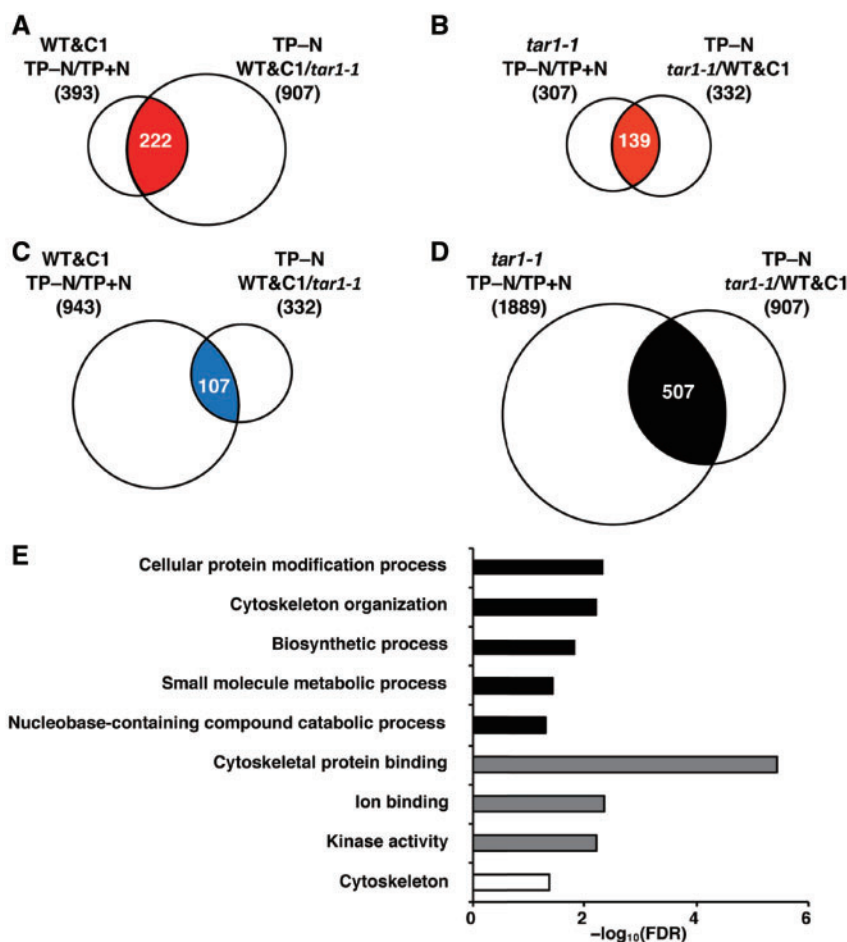 A
WT&C1
TP–N/TP+N
(393)
TP–N
WT&C1/tar1-1
(907)
222
B
tar1-1
TP–N/TP+N
(307)
TP–N
tar1-1/WT&C1
(332)
139
C
WT&C1
TP–N/TP+N
(943)
TP–N
WT&C1/tar1-1
(332)
107
D
tar1-1
TP–N/TP+N
(1889)
TP–N
tar1-1/WT&C1
(907)
507
E
Cellular protein modification process
Cytoskeleton organization
Biosynthetic process
Small molecule metabolic process
Nucleobase-containing compound catabolic process
Cytoskeletal protein binding
Ion binding
Kinase activity
Cytoskeleton
0 2 4 6
–log₁₀(FDR)